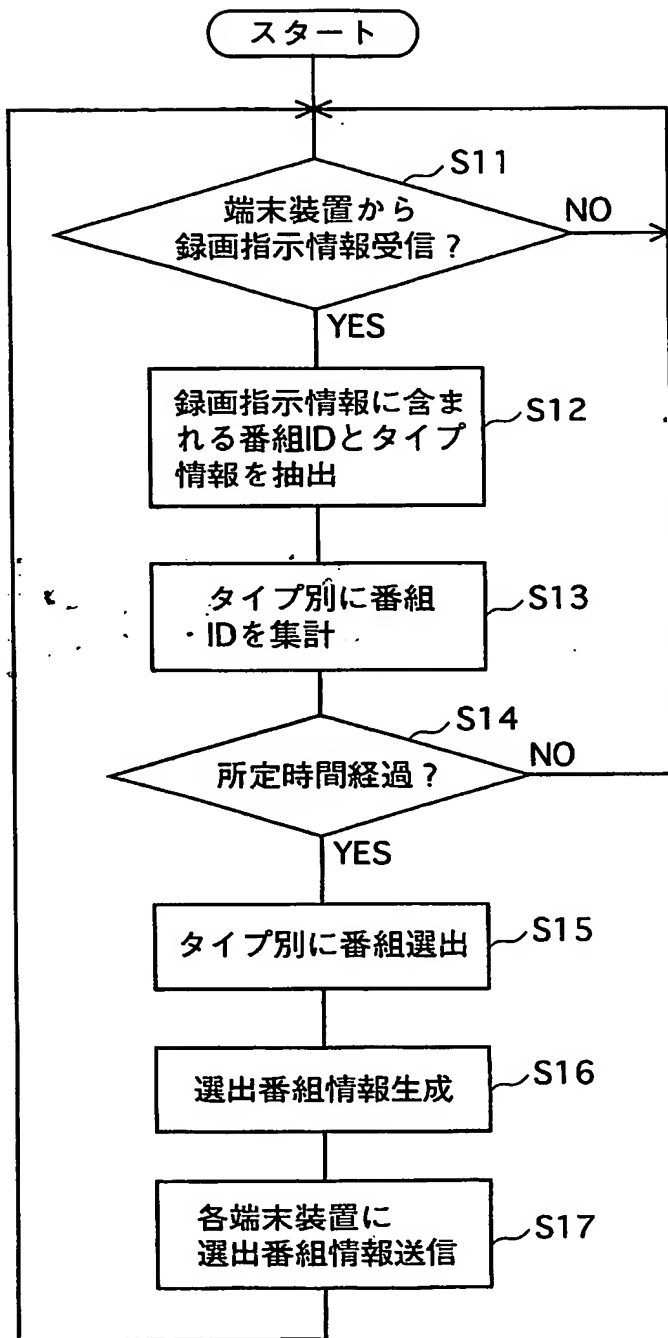 スタート
S11
端末装置から
録画指示情報受信？
NO
YES
録画指示情報に含ま
れる番組IDとタイプ
情報を抽出
S12
タイプ別に番組
IDを集計
S13
S14
所定時間経過？
NO
YES
タイプ別に番組選出
S15
選出番組情報生成
S16
各端末装置に
選出番組情報送信
S17